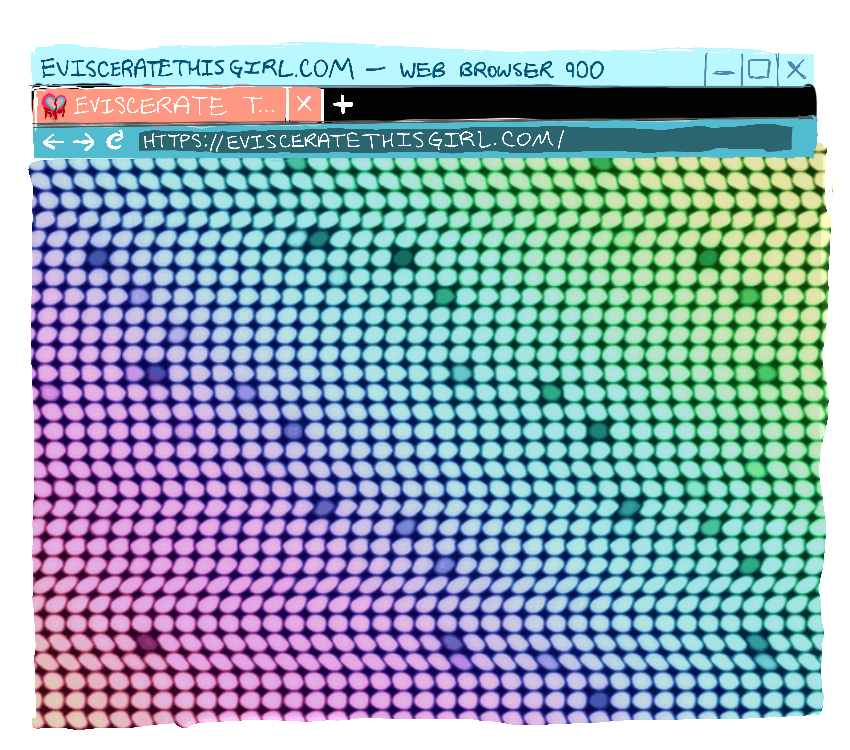 EVISCERATETHISGIRL.COM — WEB BROWSER 900
EVISCERATE T...
HTTPS://EVISCERATETHISGIRL.COM/